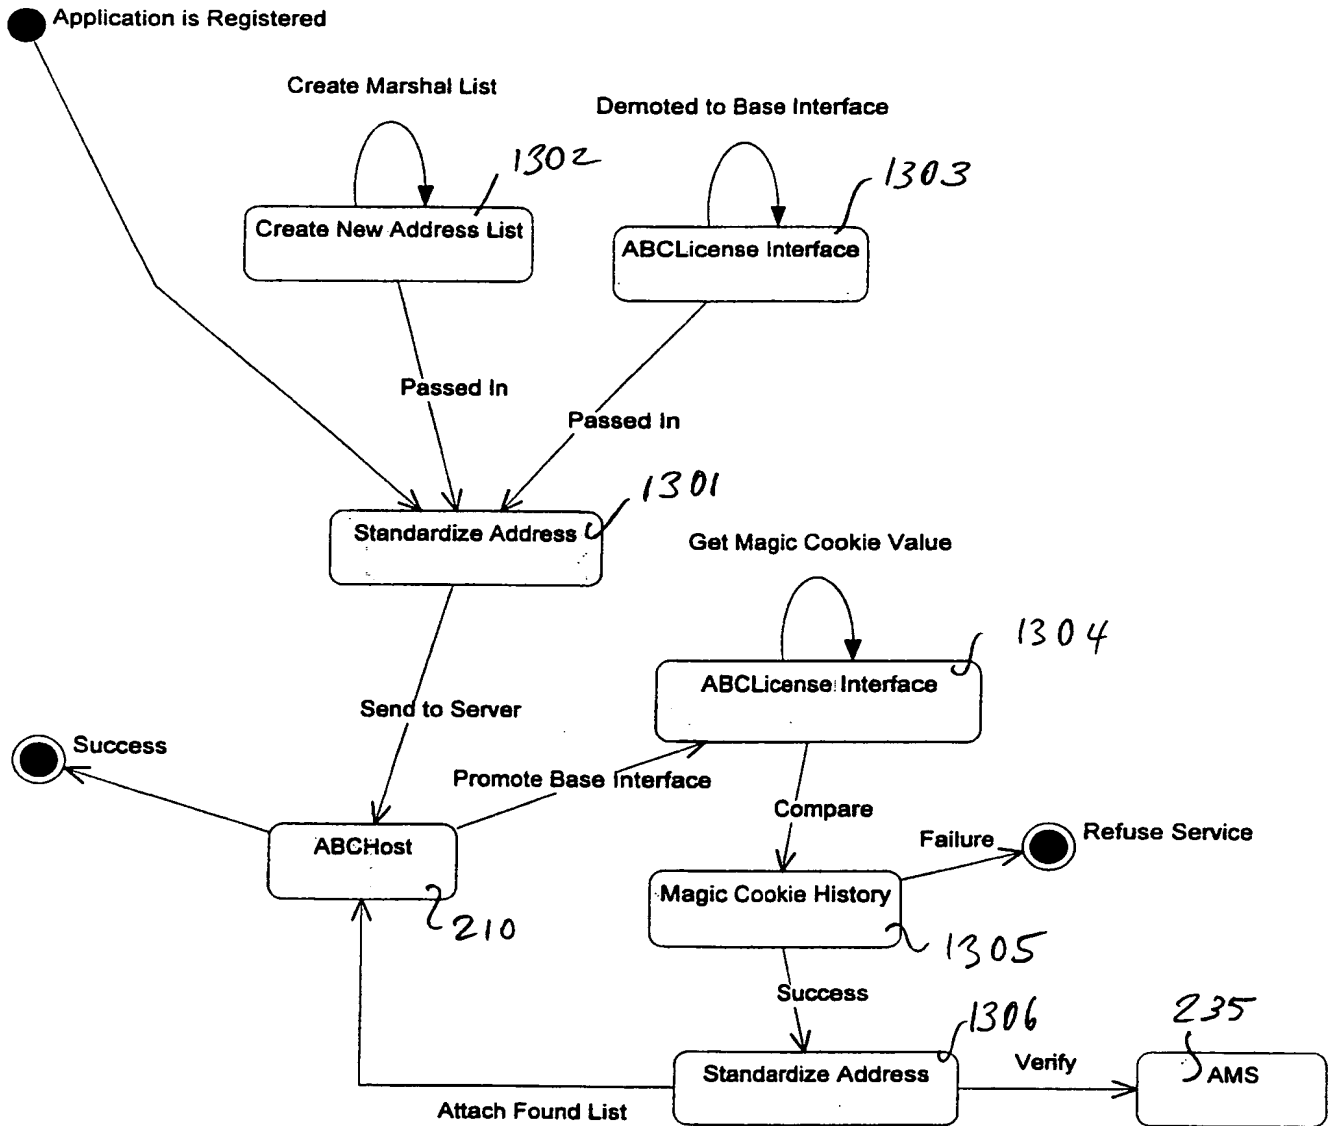 Application is Registered
Create Marshal List
Demoted to Base Interface
1302
1303
Create New Address List
ABCLicense Interface
Passed In
Passed In
1301
Standardize Address
Get Magic Cookie Value
1304
ABCLicense Interface
Send to Server
Success
Promote Base Interface
Compare
Failure
Refuse Service
ABCHost
Magic Cookie History
210
1305
Success
1306
235
Standardize Address
Verify
AMS
Attach Found List